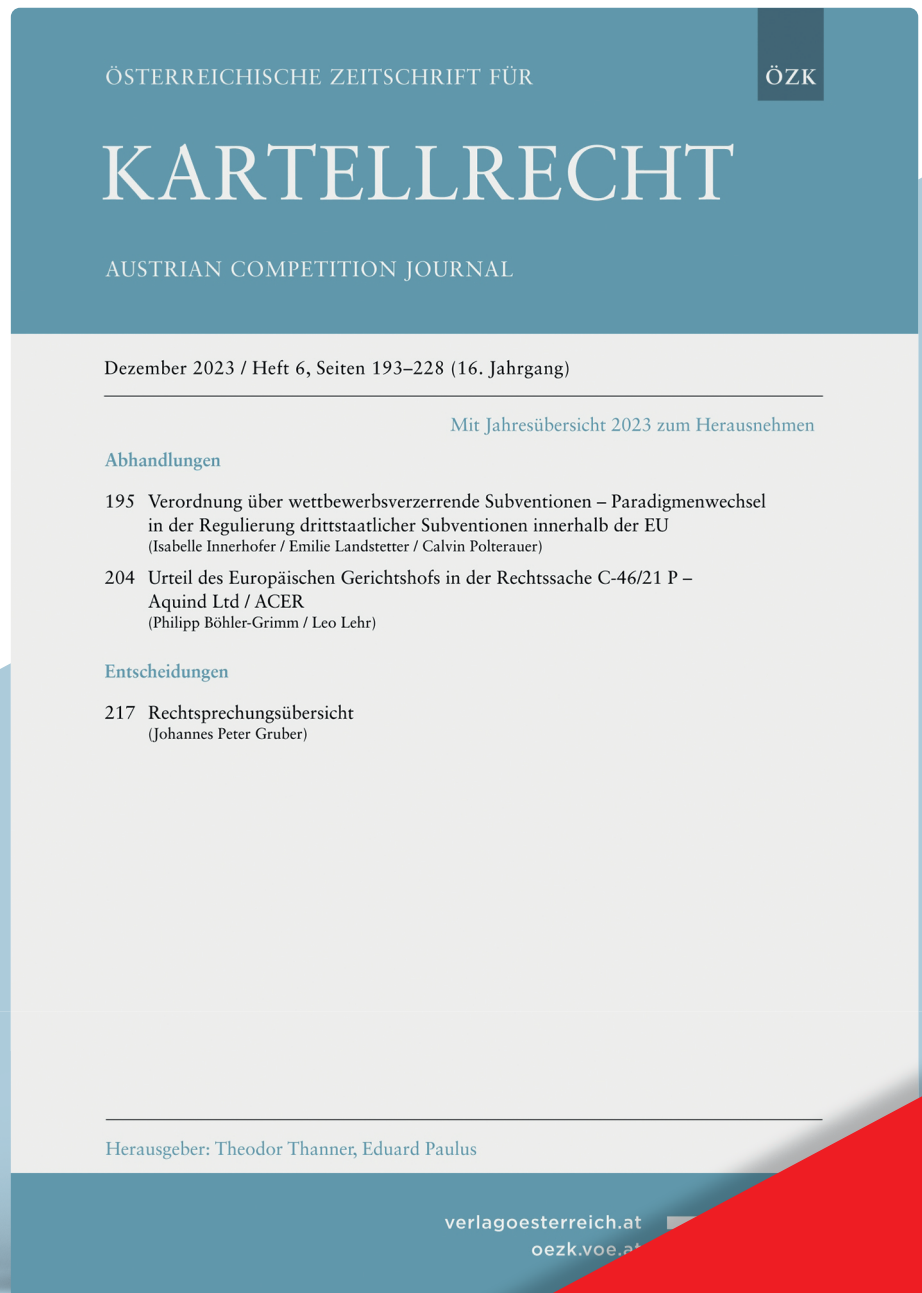 ÖSTERREICHISCHE ZEITSCHRIFT FÜR
ÖZK
KARTELLRECHT
AUSTRIAN COMPETITION JOURNAL
Dezember 2023 / Heft 6, Seiten 193–228 (16. Jahrgang)
Mit Jahresübersicht 2023 zum Herausnehmen
Abhandlungen
195 Verordnung über wettbewerbsverzerrende Subventionen – Paradigmenwechsel
in der Regulierung drittstaatlicher Subventionen innerhalb der EU
(Isabelle Innerhofer / Emilie Landstetter / Calvin Polterauer)
204 Urteil des Europäischen Gerichtshofs in der Rechtssache C-46/21 P –
Aquind Ltd / ACER
(Philipp Böhler-Grimm / Leo Lehr)
Entscheidungen
217 Rechtsprechungsübersicht
(Johannes Peter Gruber)
Herausgeber: Theodor Thanner, Eduard Paulus
verlagoesterreich.at
oezk.voe.at